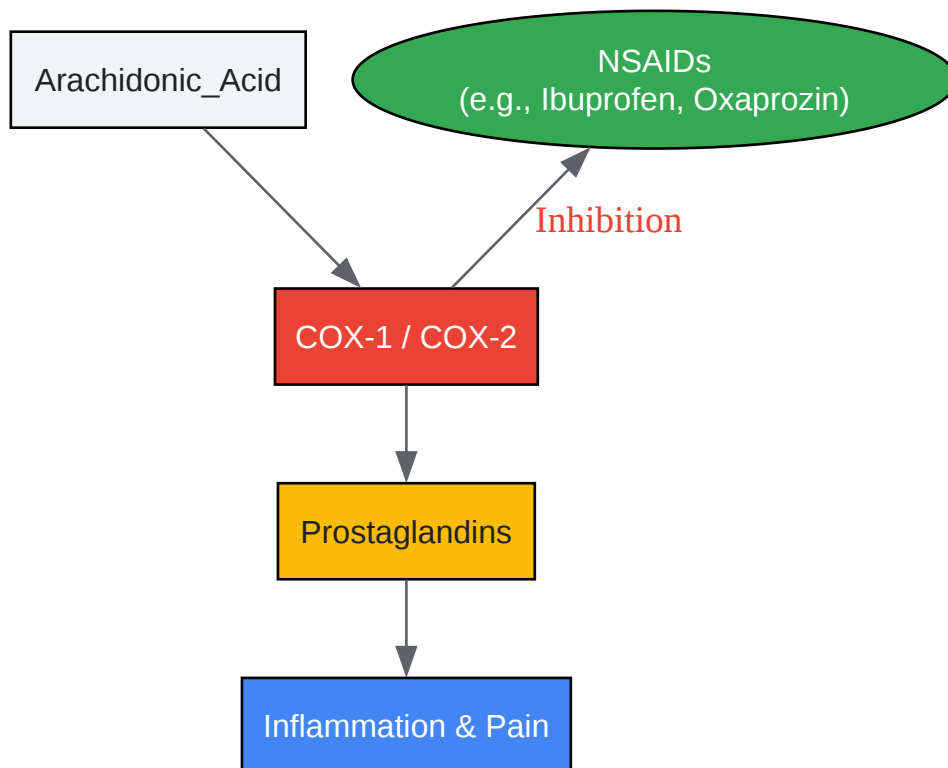 Arachidonic_Acid
NSAIDs
(e.g., Ibuprofen, Oxaprozin)
Inhibition
COX-1 / COX-2
Prostaglandins
Inflammation & Pain